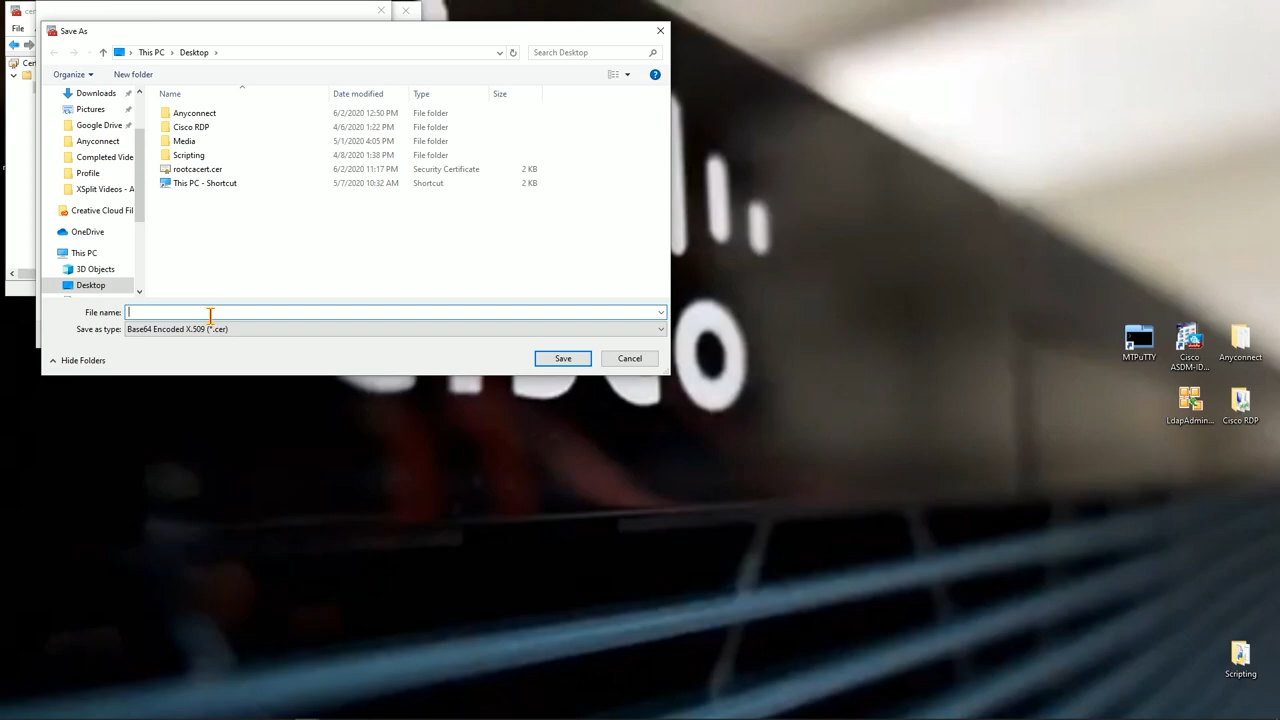 cer
Save As
File
This PC
Desktop
Search Desktop
Organize
New folder
Cert
Name
Date modified
Type
Size
Downloads
Pictures
Google Drive
Anyconnect
Completed Vide
Profile
XSplit Videos - A
Creative Cloud Fil
OneDrive
This PC
3D Objects
Desktop
Anyconnect 6/2/2020 12:50 PM File folder
Cisco RDP 4/6/2020 1:22 PM File folder
Media 5/1/2020 4:05 PM File folder
Scripting 4/8/2020 1:38 PM File folder
rootcacert.cer 6/2/2020 11:17 PM Security Certificate 2 KB
This PC - Shortcut 5/7/2020 10:32 AM Shortcut 2 KB
File name:
Save as type: Base64 Encoded X.509 (*.cer)
Hide Folders
Save
Cancel
MTPuTTY
Cisco
ASDM-ID...
Anyconnect
LdapAdmin...
Cisco RDP
Scripting